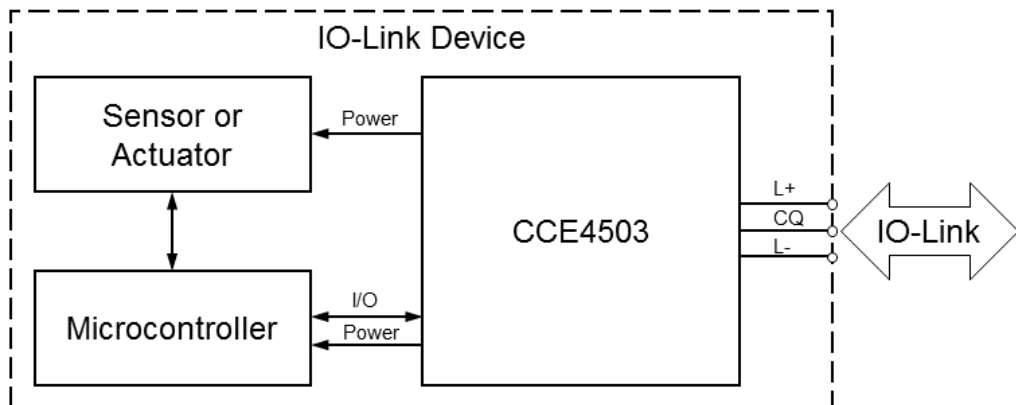 IO-Link Device
Sensor or
Actuator
Power
CCE4503
L+
CQ
L-
IO-Link
Microcontroller
I/O
Power